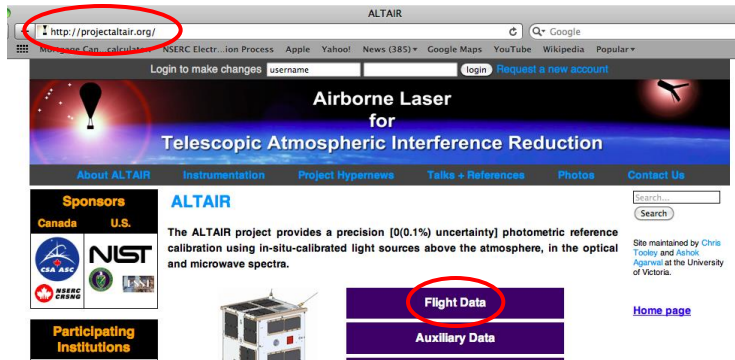 ALTAIR
http://projectaltair.org/
Google
Mortgage Can...calculators NSERC Electr...ion Process Apple Yahoo! News (385) Google Maps YouTube Wikipedia Popular
Login to make changes username login Request a new account
Airborne Laser
for
Telescopic Atmospheric Interference Reduction
About ALTAIR Instrumentation Project Hypernews Talks + References Photos Contact Us
Sponsors
Canada U.S.
CSA ASC
NIST
NSERC
CRSNG
Participating
Institutions
ALTAIR
The ALTAIR project provides a precision [0(0.1%) uncertainty] photometric reference
calibration using in-situ-calibrated light sources above the atmosphere, in the optical
and microwave spectra.
Flight Data
Auxiliary Data
Search...
Search
Site maintained by Chris
Tooley and Ashok
Agarwal at the University
of Victoria.
Home page